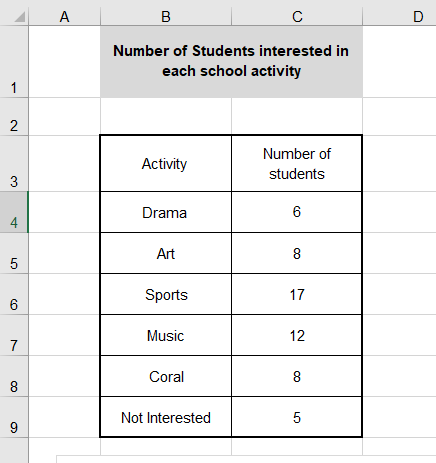 A B C D
1 Number of Students interested in
each school activity
2
3 Activity Number of
students
4 Drama 6
5 Art 8
6 Sports 17
7 Music 12
8 Coral 8
9 Not Interested 5